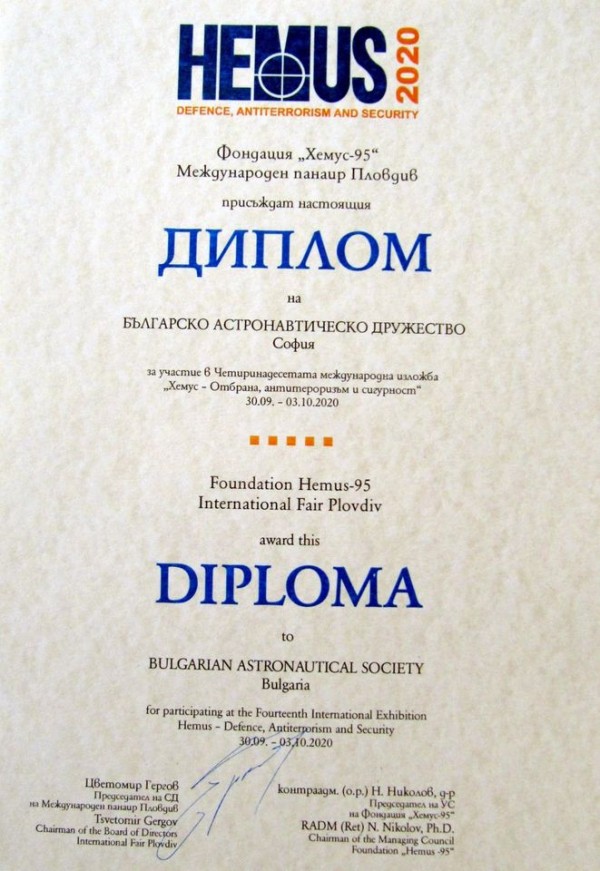 HEMUS 2020
DEFENCE, ANTITERRORISM AND SECURITY
Фондация „Хемус-95“
Международен панаир Пловдив
присъждат настоящия
ДИПЛОМ
на
БЪЛГАРСКО АСТРОНАВТИЧЕСКО ДРУЖЕСТВО
София
за участие в Четиринадесетата международна изложба
„Хемус - Отбрана, антитероризъм и сигурност“
30.09. - 03.10.2020
Foundation Hemus-95
International Fair Plovdiv
award this
DIPLOMA
to
BULGARIAN ASTRONAUTICAL SOCIETY
Bulgaria
for participating at the Fourteenth International Exhibition
Hemus - Defence, Antiterrorism and Security
30.09. - 03.10.2020
Цветомир Гергов
Председател на СД
на Международен панаир Пловдив
Tsvetomir Gergov
Chairman of the Board of Directors
International Fair Plovdiv
контраадм. (о.р.) Н. Николов, д-р
Председател на УС
на Фондация „Хемус-95“
RADM (Ret) N. Nikolov, Ph.D.
Chairman of the Managing Council
Foundation „Hemus -95“